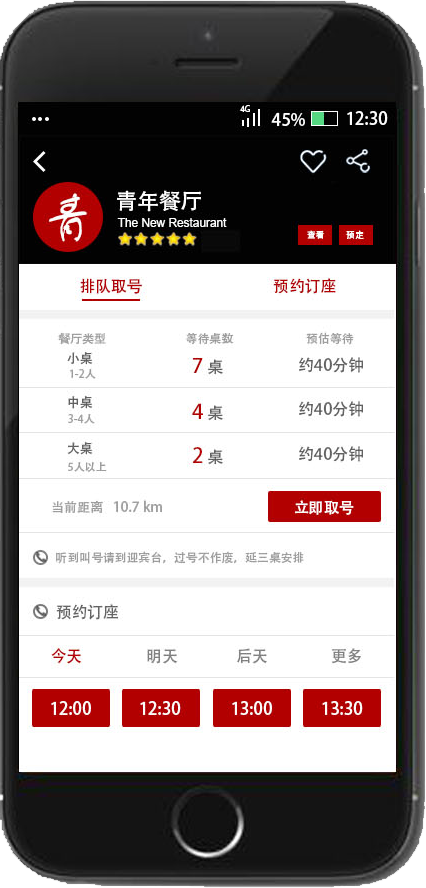 4G 45% 12:30
青
青年餐厅
The New Restaurant
查看 预定
排队取号 预约订座
餐厅类型 等待桌数 预估等待
小桌
1-2人
7 桌 约40分钟
中桌
3-4人
4 桌 约40分钟
大桌
5人以上
2 桌 约40分钟
当前距离 10.7 km 立即取号
听到叫号请到迎宾台，过号不作废，延三桌安排
预约订座
今天 明天 后天 更多
12:00 12:30 13:00 13:30